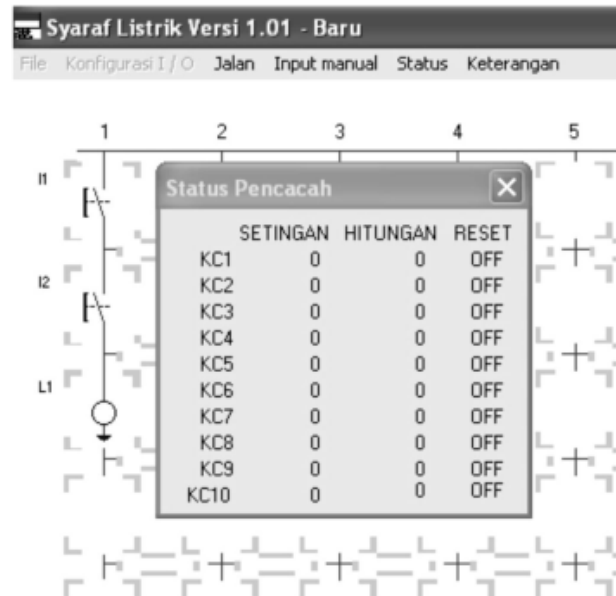 Syaraf Listrik Versi 1.01 - Baru
File Konfigurasi I / O Jalan Input manual Status Keterangan
1 2 3 4 5
I1
Status Pencacah
SETINGAN HITUNGAN RESET
KC1 0 0 OFF
I2
KC2 0 0 OFF
KC3 0 0 OFF
KC4 0 0 OFF
KC5 0 0 OFF
L1
KC6 0 0 OFF
KC7 0 0 OFF
KC8 0 0 OFF
KC9 0 0 OFF
KC10 0 0 OFF